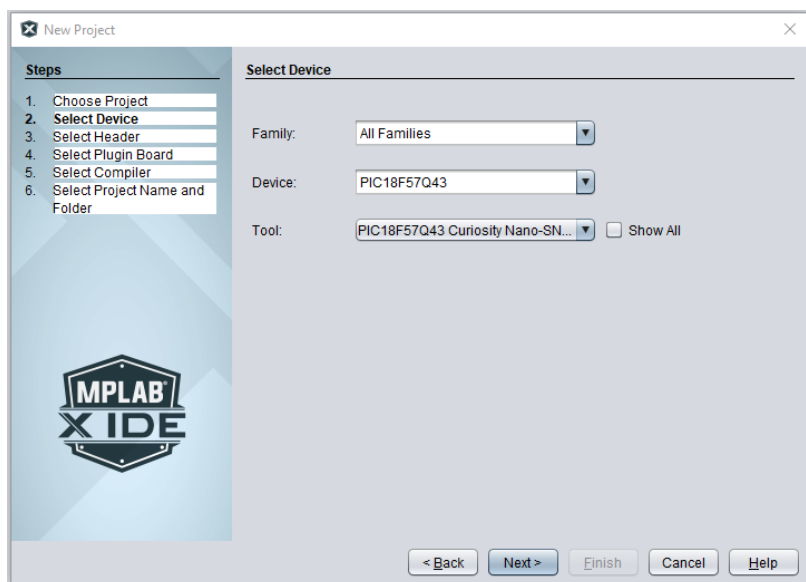 New Project
Steps
1. Choose Project
2. Select Device
3. Select Header
4. Select Plugin Board
5. Select Compiler
6. Select Project Name and
Folder
MPLAB®
X IDE
Select Device
Family: All Families
Device: PIC18F57Q43
Tool: PIC18F57Q43 Curiosity Nano-SN... Show All
< Back Next > Finish Cancel Help